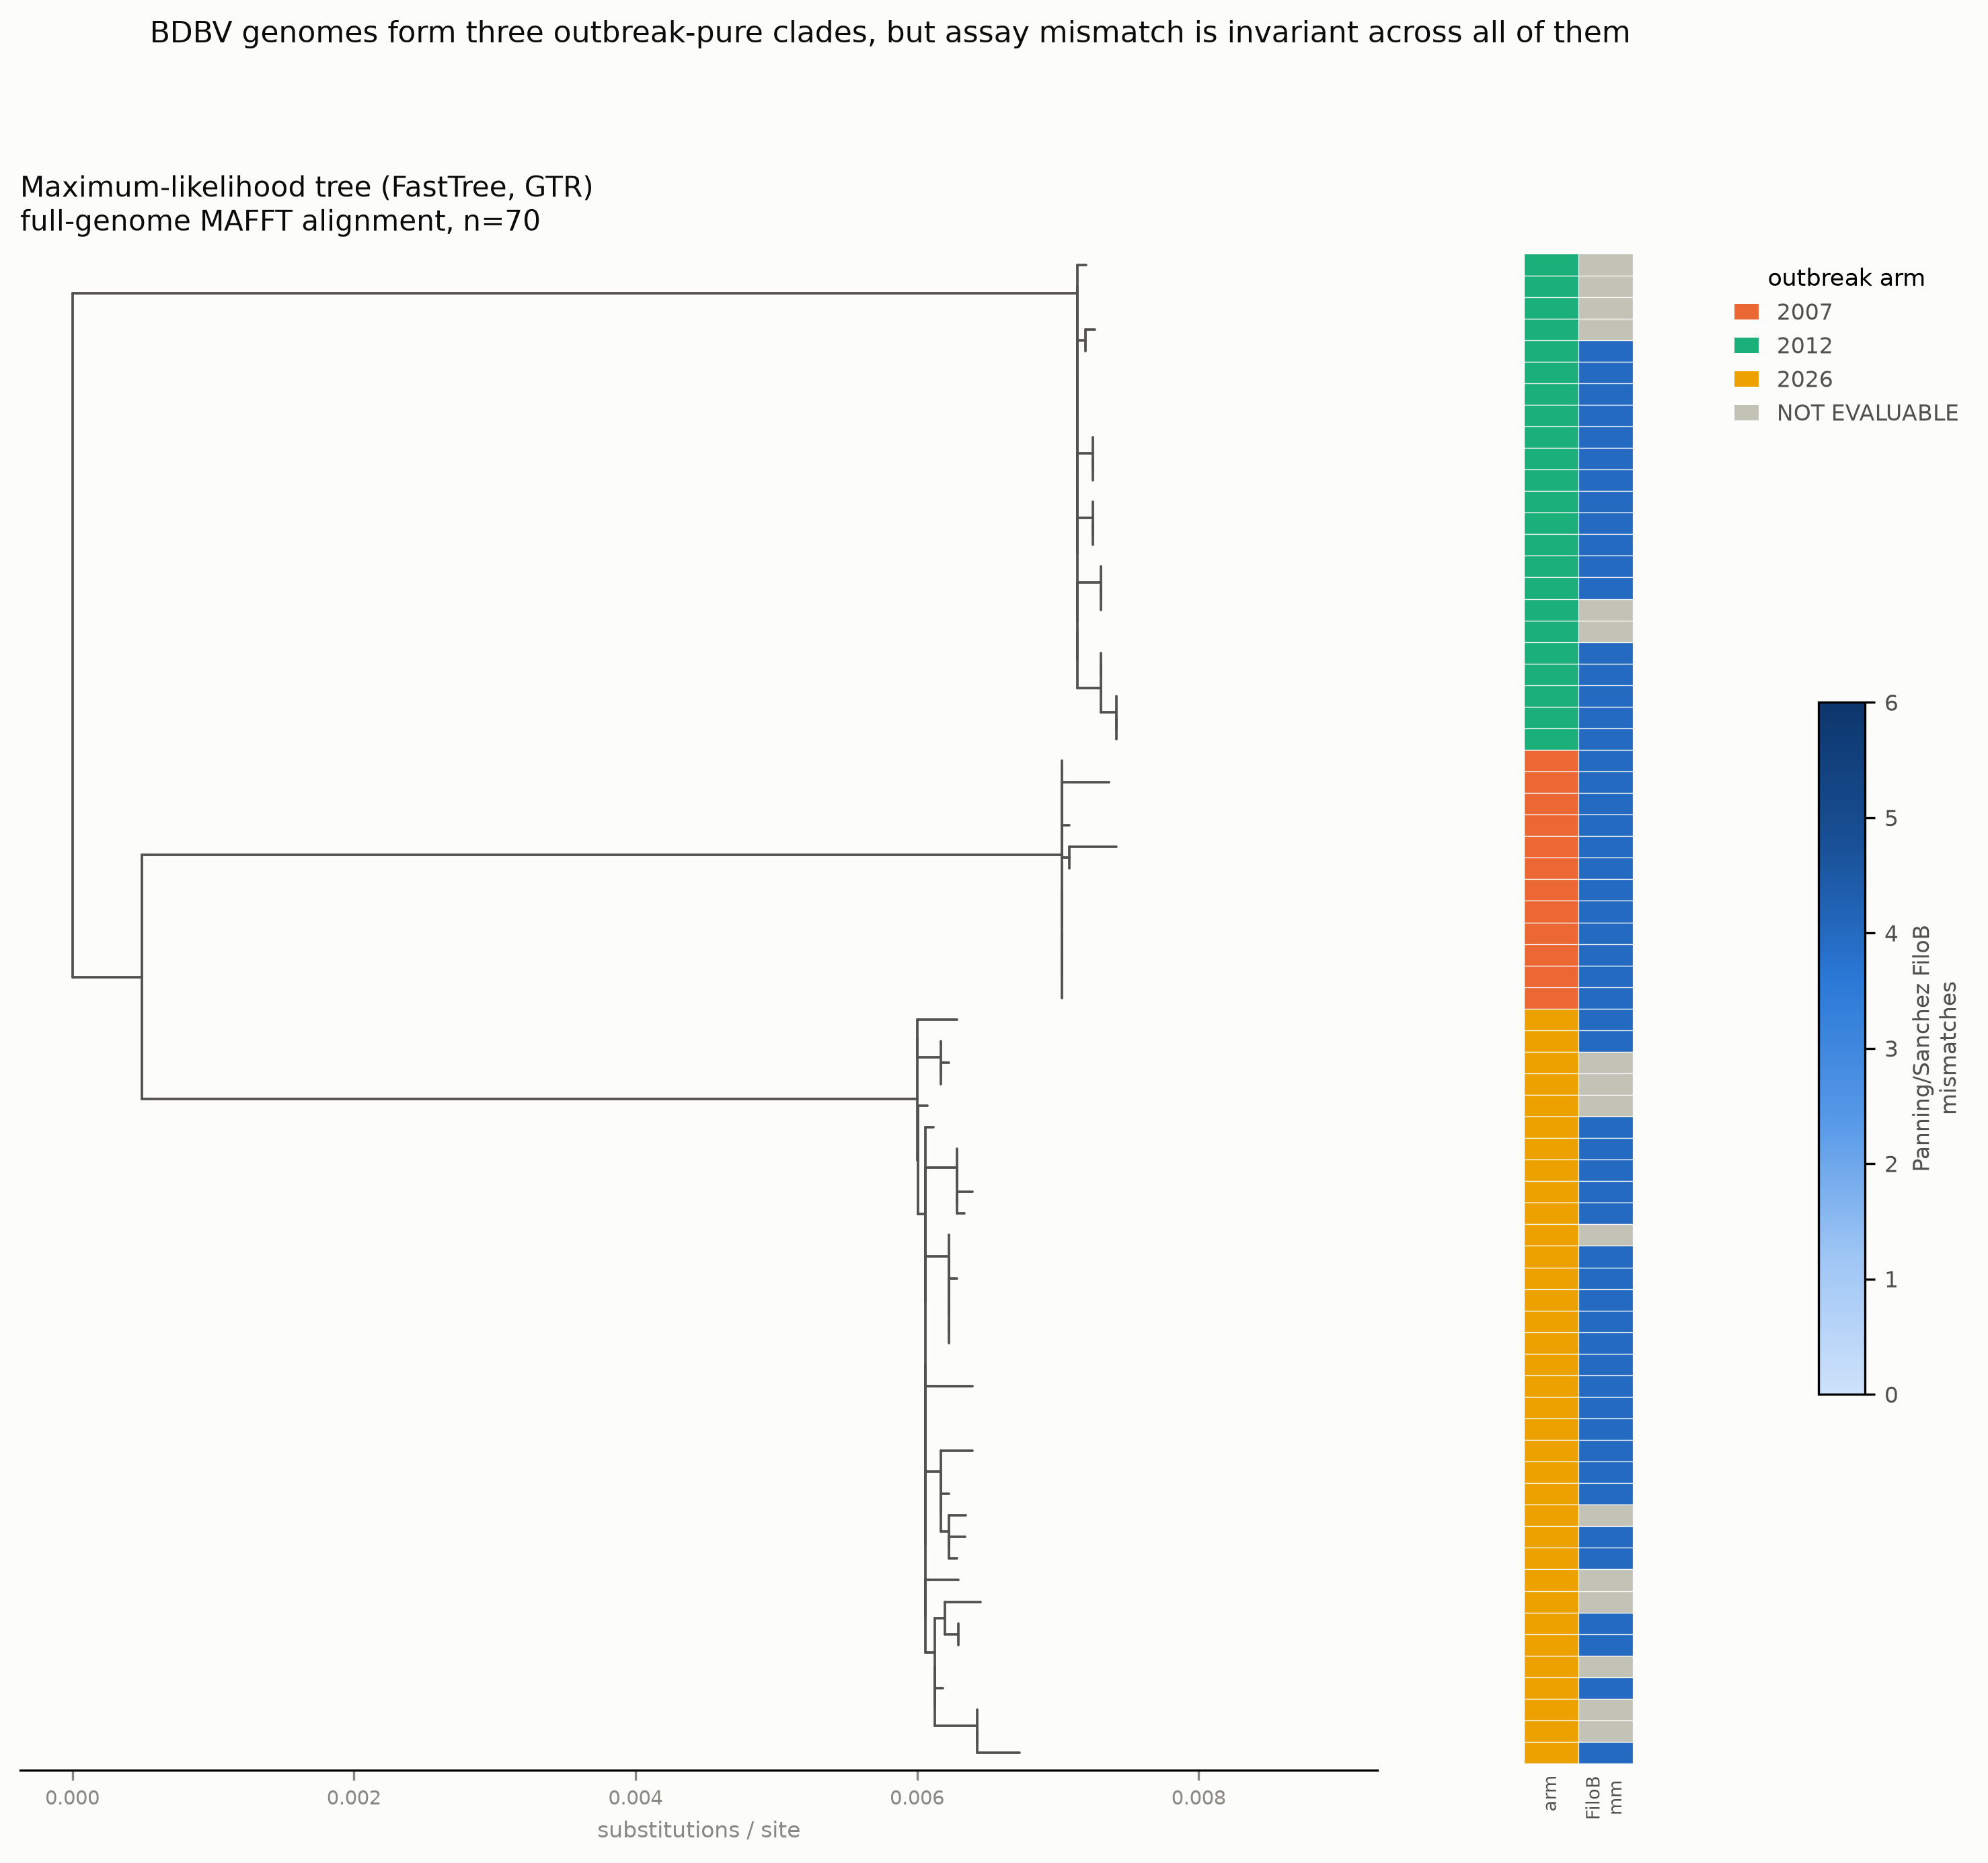 BDBV genomes form three outbreak-pure clades, but assay mismatch is invariant across all of them
Maximum-likelihood tree (FastTree, GTR)
full-genome MAFFT alignment, n=70
outbreak arm
2007
2012
2026
NOT EVALUABLE
6
5
4
3
2
1
0
Panning/Sanchez FiloB
mismatches
arm
FiloB
mm
0.000
0.002
0.004
0.006
0.008
substitutions / site